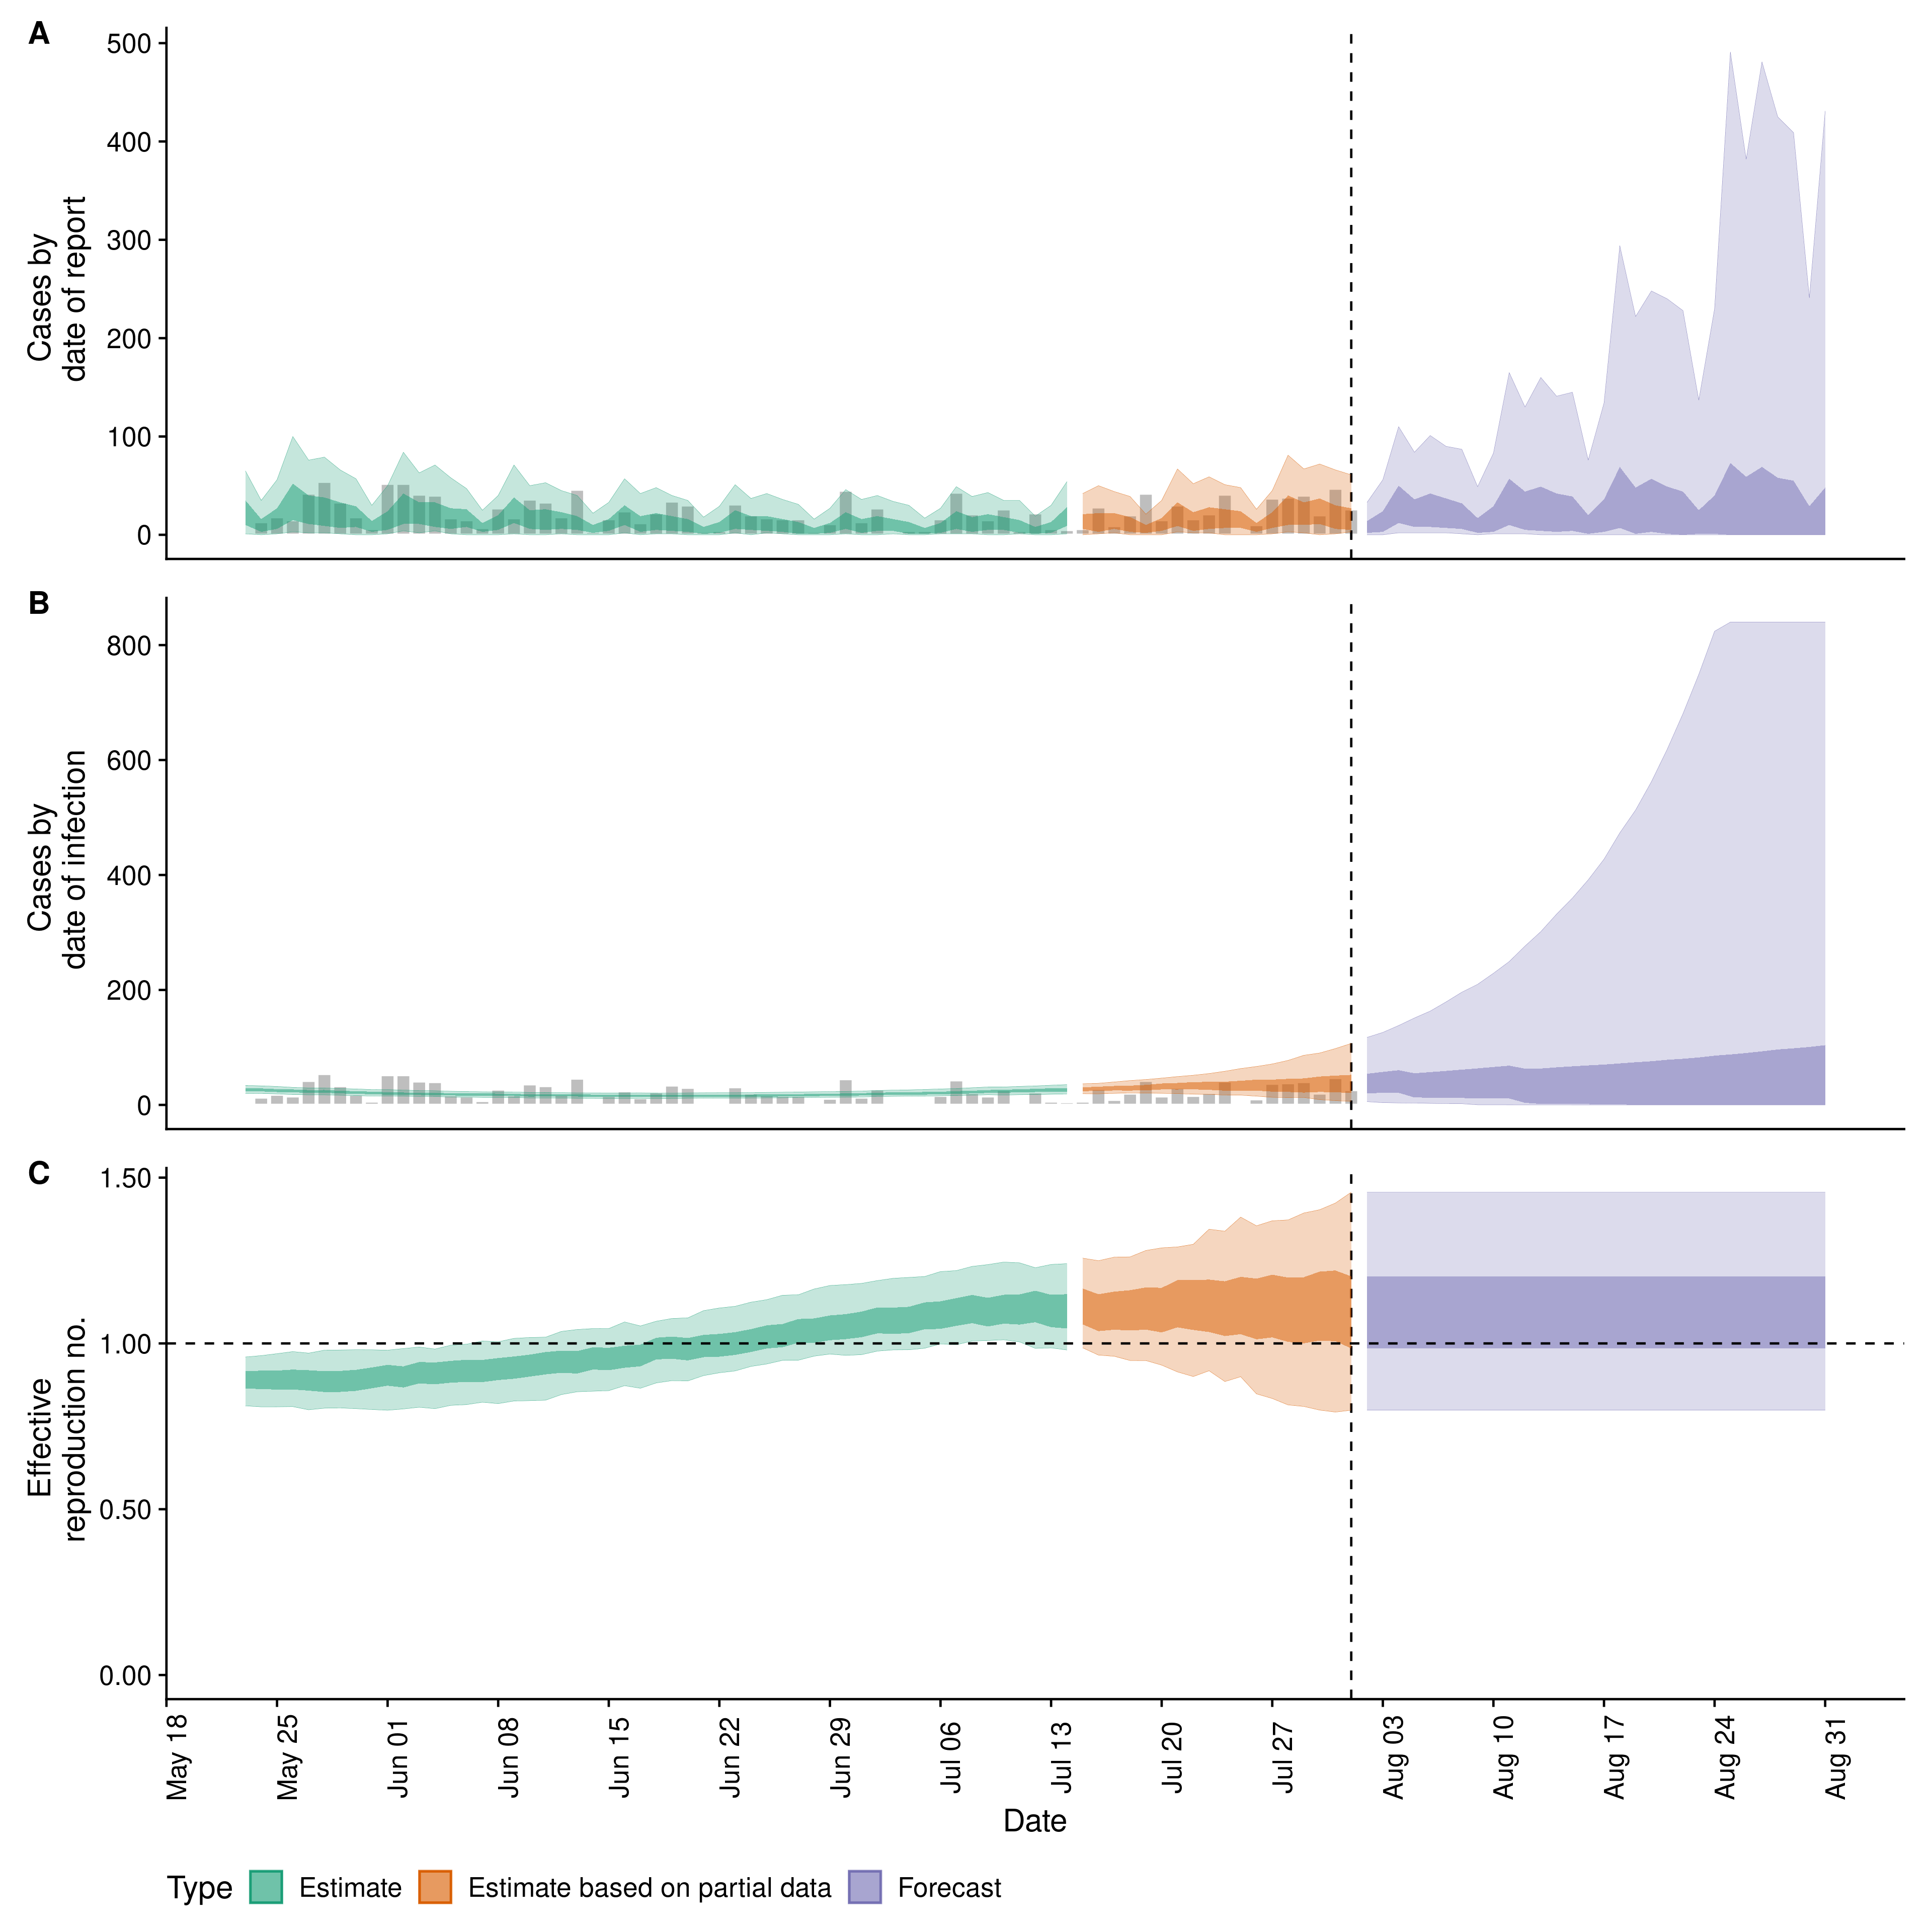 A
500
400
300
200
100
0
Cases by
date of report
B
800
600
400
200
0
Cases by
date of infection
C
1.50
1.00
0.50
0.00
Effective
reproduction no.
May 18
May 25
Jun 01
Jun 08
Jun 15
Jun 22
Jun 29
Jul 06
Jul 13
Jul 20
Jul 27
Aug 03
Aug 10
Aug 17
Aug 24
Aug 31
Date
Type Estimate Estimate based on partial data Forecast